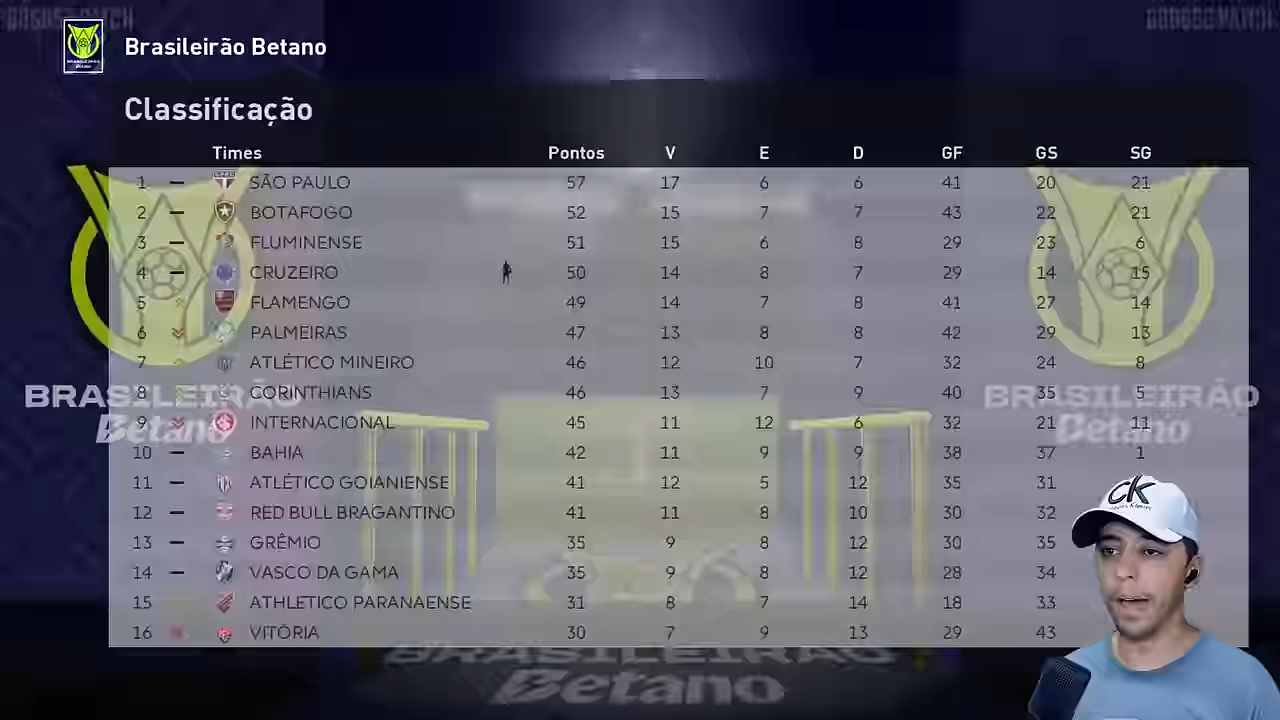 Brasileirão Betano
Classificação
Times Pontos V E D GF GS SG
1 SÃO PAULO 57 17 6 6 41 20 21
2 BOTAFOGO 52 15 7 7 43 22 21
3 FLUMINENSE 51 15 6 8 29 23 6
4 CRUZEIRO 50 14 8 7 29 14 15
5 FLAMENGO 49 14 7 8 41 27 14
6 PALMEIRAS 47 13 8 8 42 29 13
7 ATLÉTICO MINEIRO 46 12 10 7 32 24 8
8 CORINTHIANS 46 13 7 9 40 35 5
9 INTERNACIONAL 45 11 12 6 32 21 11
10 BAHIA 42 11 9 9 38 37 1
11 ATLÉTICO GOIANIENSE 41 12 5 12 35 31
12 RED BULL BRAGANTINO 41 11 8 10 30 32
13 GRÊMIO 35 9 8 12 30 35
14 VASCO DA GAMA 35 9 8 12 28 34
15 ATHLETICO PARANAENSE 31 8 7 14 18 33
16 VITÓRIA 30 7 9 13 29 43
BRASILEIRÃO
Betano
BRASILEIRÃO
Betano
BRASILEIRÃO
Betano
CK